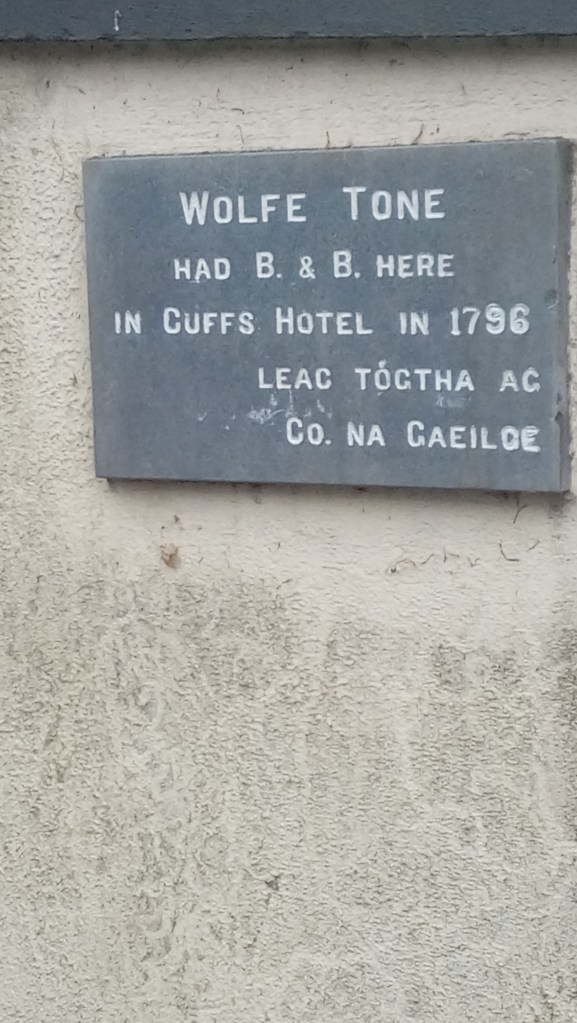 WOLFE TONE
HAD B. & B. HERE
IN CUFFS HOTEL IN 1796
LEAC TÓGTHA AG
CO. NA GAEILGE